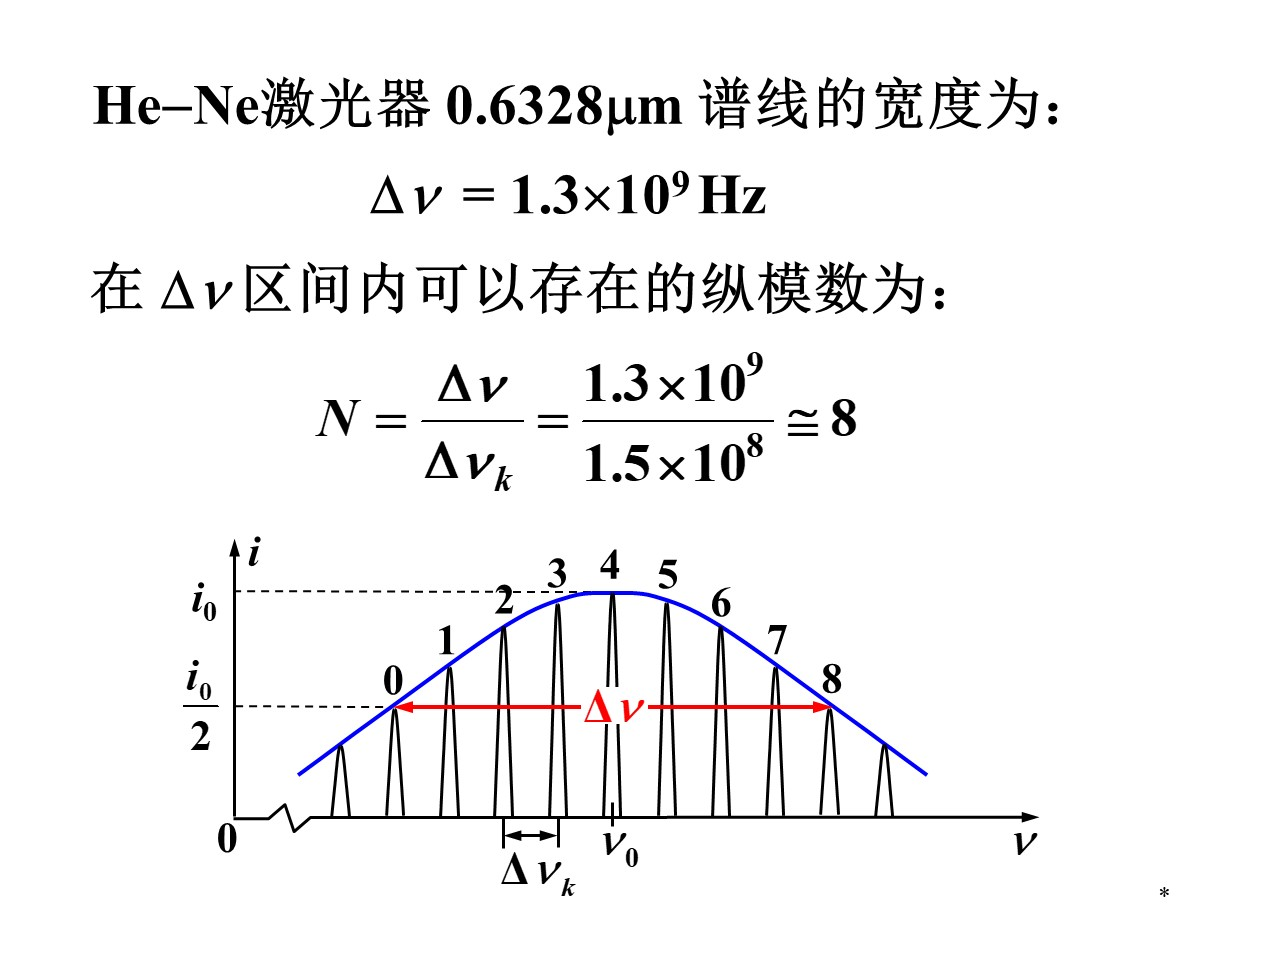 He−Ne激光器 0.6328μm 谱线的宽度为：
Δν = 1.3×10⁹ Hz
在 Δν 区间内可以存在的纵模数为：
N = Δν / Δν_k = 1.3×10⁹ / 1.5×10⁸ ≅ 8
i
i₀
i₀/2
0 1 2 3 4 5 6 7 8
Δν
0
ν₀
ν
Δν_k
*